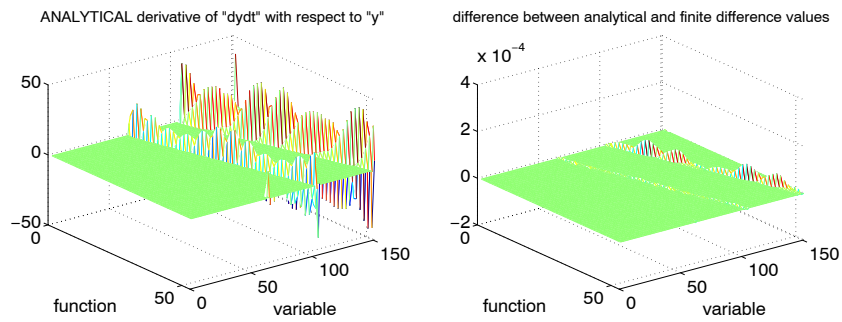 ANALYTICAL derivative of "dydt" with respect to "y"
50
0
−50
0
50
function
0
50
100
150
variable
difference between analytical and finite difference values
x 10−4
4
2
0
−2
0
50
function
0
50
100
150
variable